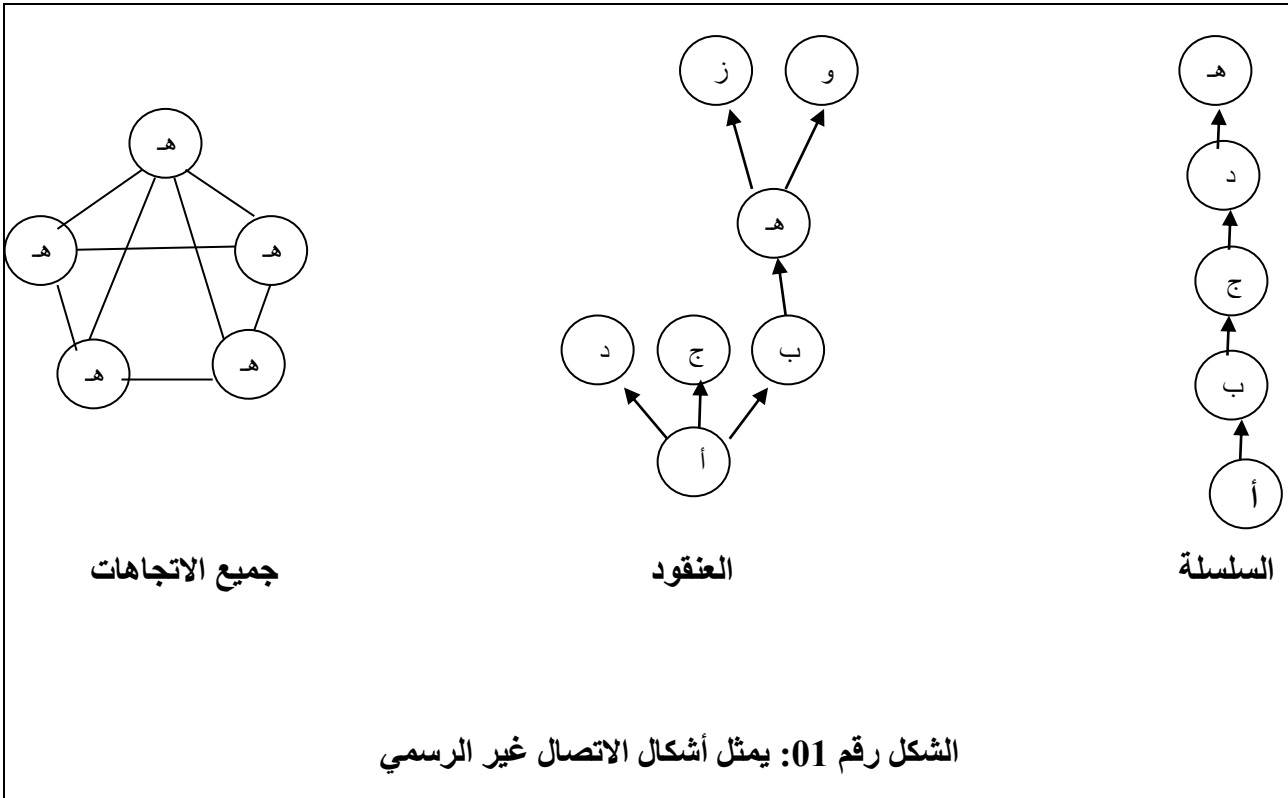 هـ
د
ج
ب
أ
السلسلة
ز و
هـ
د ج ب
أ
العنقود
هـ
هـ هـ
هـ هـ
جميع الاتجاهات
الشكل رقم 01: يمثل أشكال الاتصال غير الرسمي